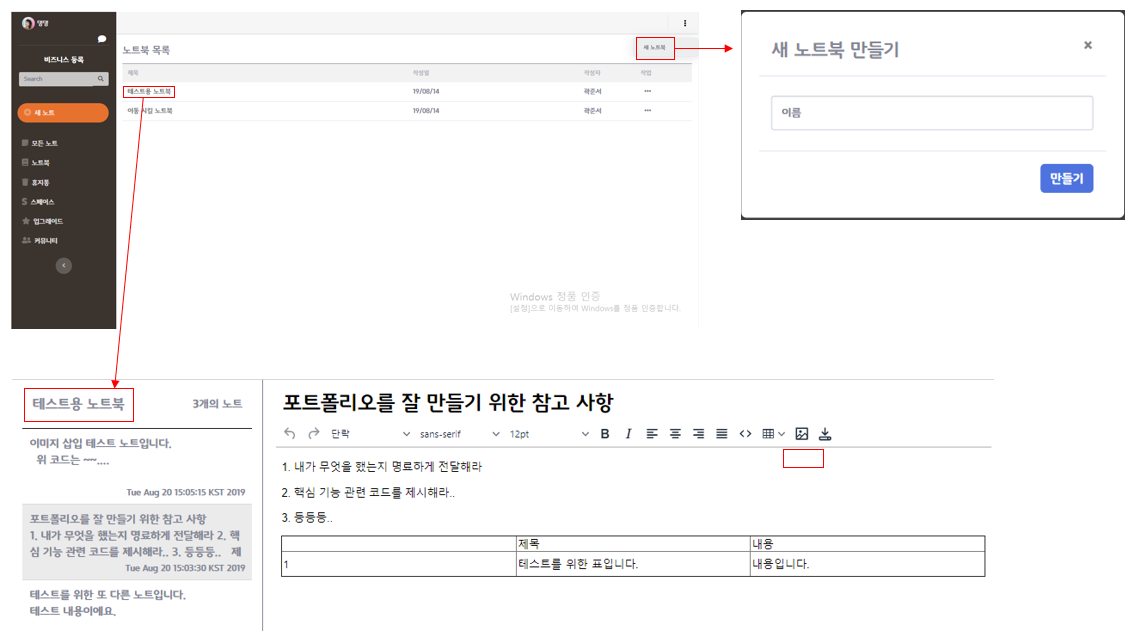 영명
비즈니스 등록
Search
새 노트
모든 노트
노트북
휴지통
스페이스
업그레이드
커뮤니티
노트북 목록
새 노트북
제목 작성일 작성자 작업
테스트용 노트북 19/08/14 곽준서
이동 시킬 노트북 19/08/14 곽준서
Windows 정품 인증
[설정]으로 이동하여 Windows를 정품 인증합니다.
새 노트북 만들기
이름
만들기
테스트용 노트북 3개의 노트
이미지 삽입 테스트 노트입니다.
위 코드는 ~~....
Tue Aug 20 15:05:15 KST 2019
포트폴리오를 잘 만들기 위한 참고 사항
1. 내가 무엇을 했는지 명료하게 전달해라 2. 핵
심 기능 관련 코드를 제시해라.. 3. 등등등.. 제
Tue Aug 20 15:03:30 KST 2019
테스트를 위한 또 다른 노트입니다.
테스트 내용이에요.
포트폴리오를 잘 만들기 위한 참고 사항
단락 sans-serif 12pt B I
1. 내가 무엇을 했는지 명료하게 전달해라
2. 핵심 기능 관련 코드를 제시해라..
3. 등등등..
제목 내용
1 테스트를 위한 표입니다. 내용입니다.